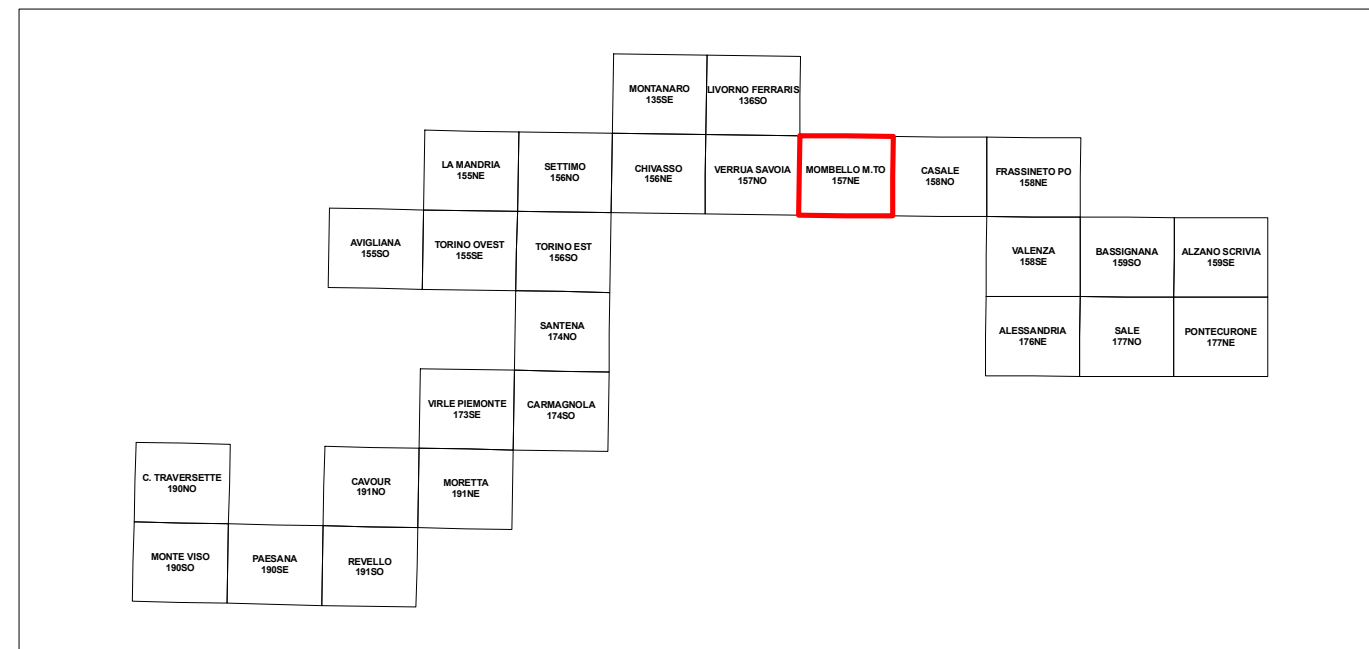 MONTANARO
135SE
LIVORNO FERRARIS
136SO
LA MANDRIA
155NE
SETTIMO
156NO
CHIVASSO
156NE
VERRUA SAVOIA
157NO
MOMBELLO M.TO
157NE
CASALE
158NO
FRASSINETO PO
158NE
AVIGLIANA
155SO
TORINO OVEST
155SE
TORINO EST
156SO
VALENZA
158SE
BASSIGNANA
159SO
ALZANO SCRIVIA
159SE
SANTENA
174NO
ALESSANDRIA
176NE
SALE
177NO
PONTECURONE
177NE
VIRLE PIEMONTE
173SE
CARMAGNOLA
174SO
C. TRAVERSETTE
190NO
CAVOUR
191NO
MORETTA
191NE
MONTE VISO
190SO
PAESANA
190SE
REVELLO
191SO